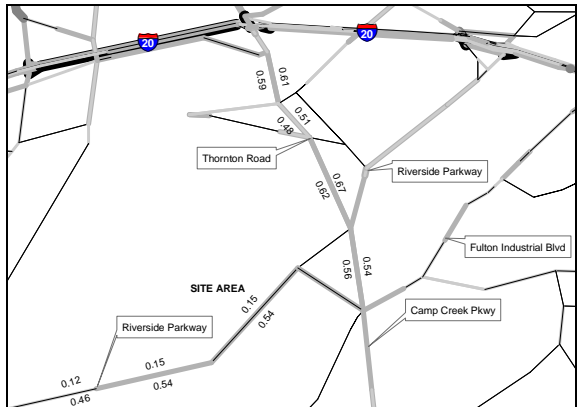 20
20
0.59
0.61
0.48
0.51
Thornton Road
0.62
0.67
Riverside Parkway
Fulton Industrial Blvd
0.56
0.54
SITE AREA
0.15
0.54
Camp Creek Pkwy
Riverside Parkway
0.15
0.54
0.12
0.46